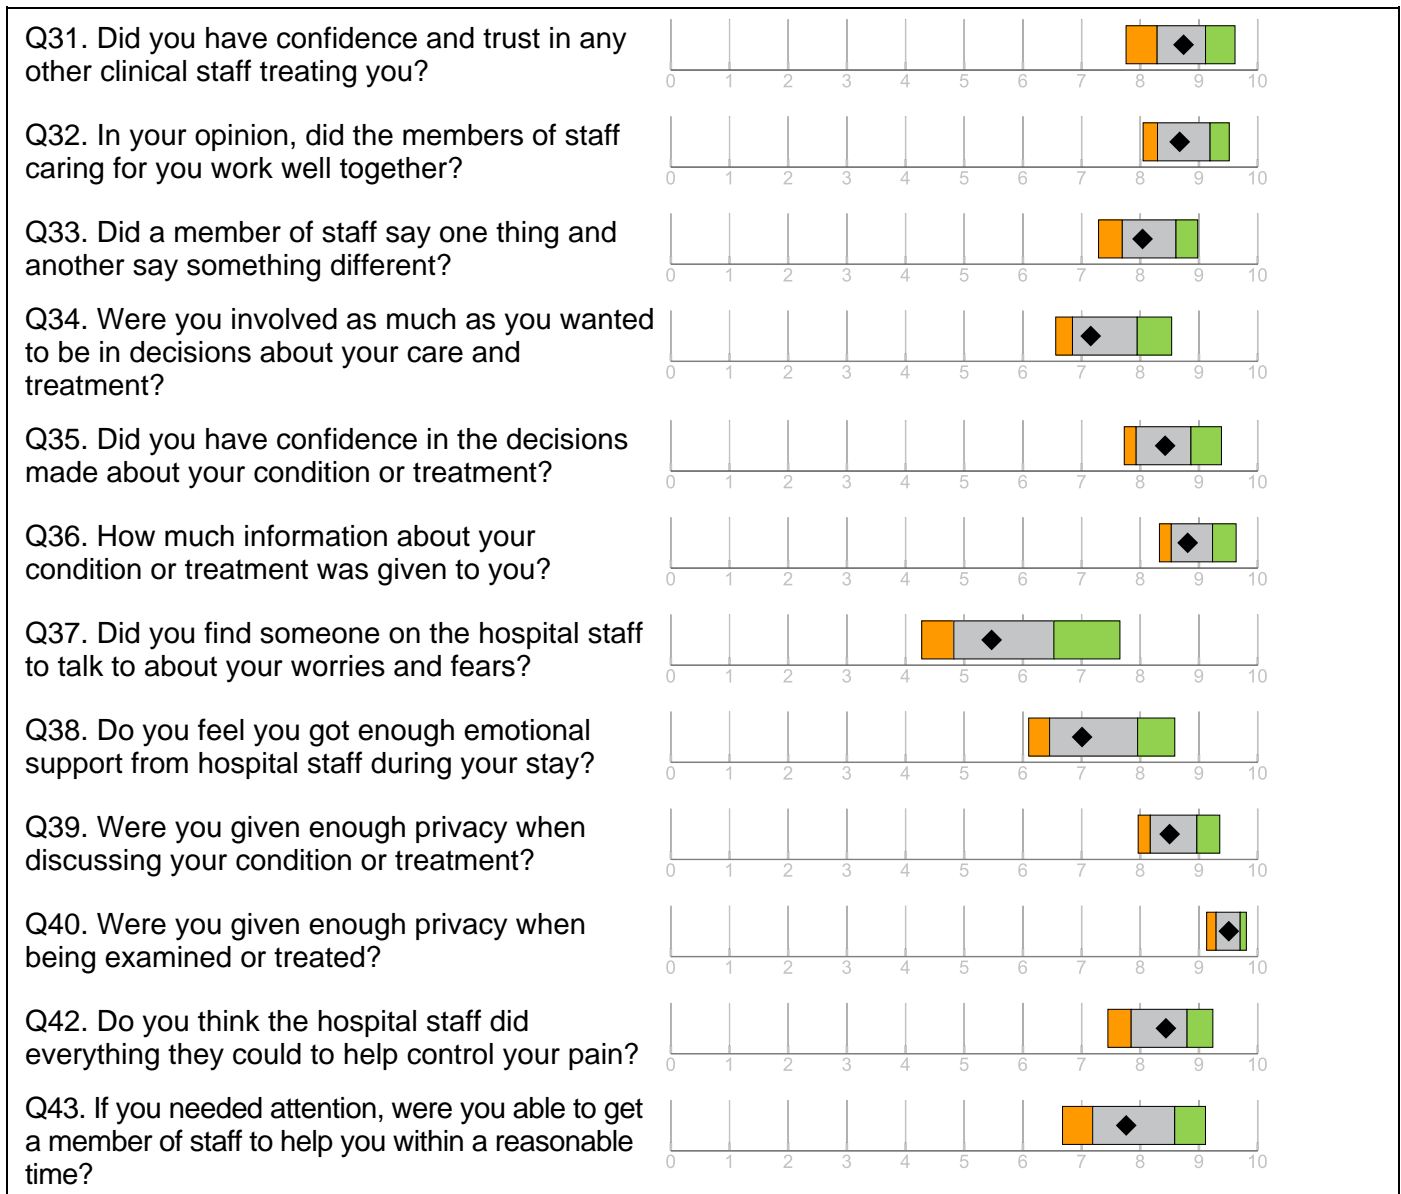 Q31. Did you have confidence and trust in any
other clinical staff treating you?
0 1 2 3 4 5 6 7 8 9 10
Q32. In your opinion, did the members of staff
caring for you work well together?
0 1 2 3 4 5 6 7 8 9 10
Q33. Did a member of staff say one thing and
another say something different?
0 1 2 3 4 5 6 7 8 9 10
Q34. Were you involved as much as you wanted
to be in decisions about your care and
treatment?
0 1 2 3 4 5 6 7 8 9 10
Q35. Did you have confidence in the decisions
made about your condition or treatment?
0 1 2 3 4 5 6 7 8 9 10
Q36. How much information about your
condition or treatment was given to you?
0 1 2 3 4 5 6 7 8 9 10
Q37. Did you find someone on the hospital staff
to talk to about your worries and fears?
0 1 2 3 4 5 6 7 8 9 10
Q38. Do you feel you got enough emotional
support from hospital staff during your stay?
0 1 2 3 4 5 6 7 8 9 10
Q39. Were you given enough privacy when
discussing your condition or treatment?
0 1 2 3 4 5 6 7 8 9 10
Q40. Were you given enough privacy when
being examined or treated?
0 1 2 3 4 5 6 7 8 9 10
Q42. Do you think the hospital staff did
everything they could to help control your pain?
0 1 2 3 4 5 6 7 8 9 10
Q43. If you needed attention, were you able to get
a member of staff to help you within a reasonable
time?
0 1 2 3 4 5 6 7 8 9 10